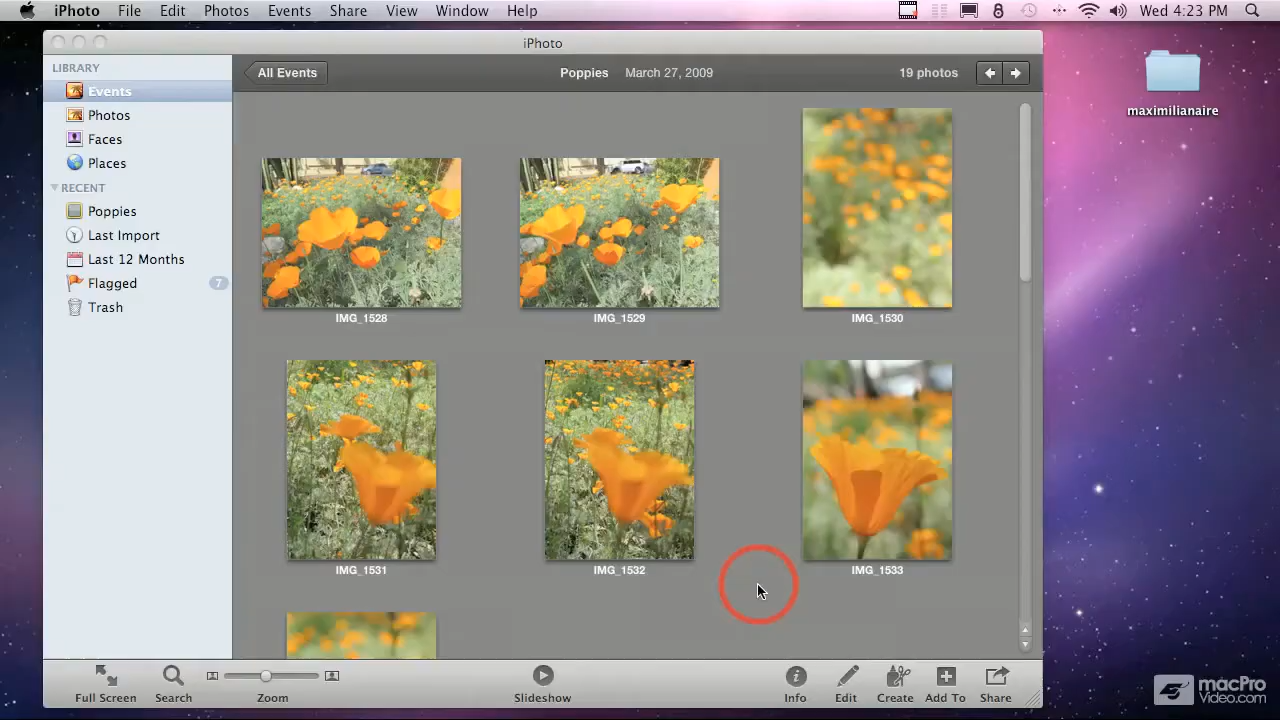 iPhoto File Edit Photos Events Share View Window Help Wed 4:23 PM
iPhoto
LIBRARY
Events
Photos
Faces
Places
RECENT
Poppies
Last Import
Last 12 Months
Flagged 7
Trash
All Events Poppies March 27, 2009 19 photos
IMG_1528 IMG_1529 IMG_1530
IMG_1531 IMG_1532 IMG_1533
Full Screen Search Zoom Slideshow Info Edit Create Add To Share
maximilianaire
macPro
Video.com